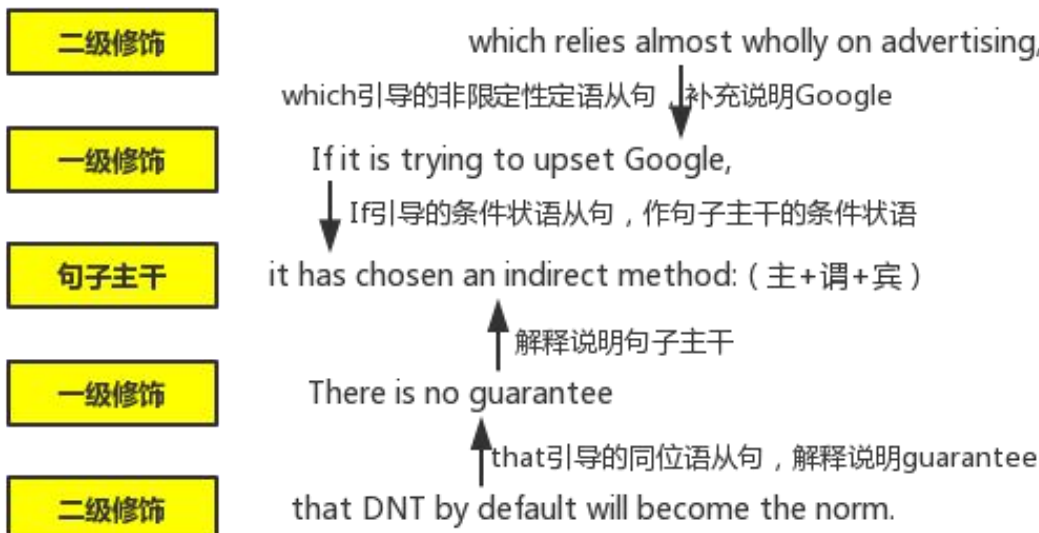 二级修饰
which relies almost wholly on advertising,
which引导的非限定性定语从句，补充说明Google
一级修饰
If it is trying to upset Google,
If引导的条件状语从句，作句子主干的条件状语
句子主干
it has chosen an indirect method:（主+谓+宾）
解释说明句子主干
一级修饰
There is no guarantee
that引导的同位语从句，解释说明guarantee
二级修饰
that DNT by default will become the norm.